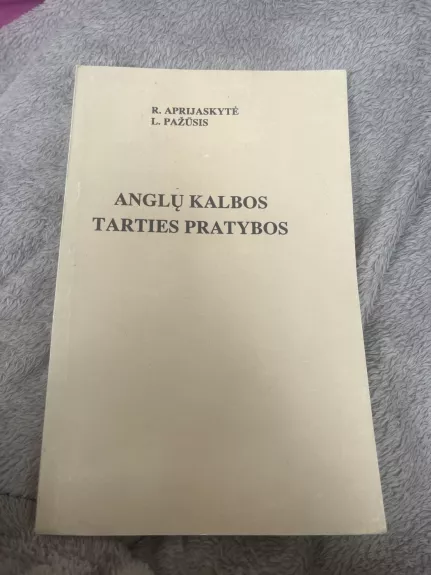 R. APRIJASKYTĖ
L. PAŽŪSIS
ANGLŲ KALBOS
TARTIES PRATYBOS